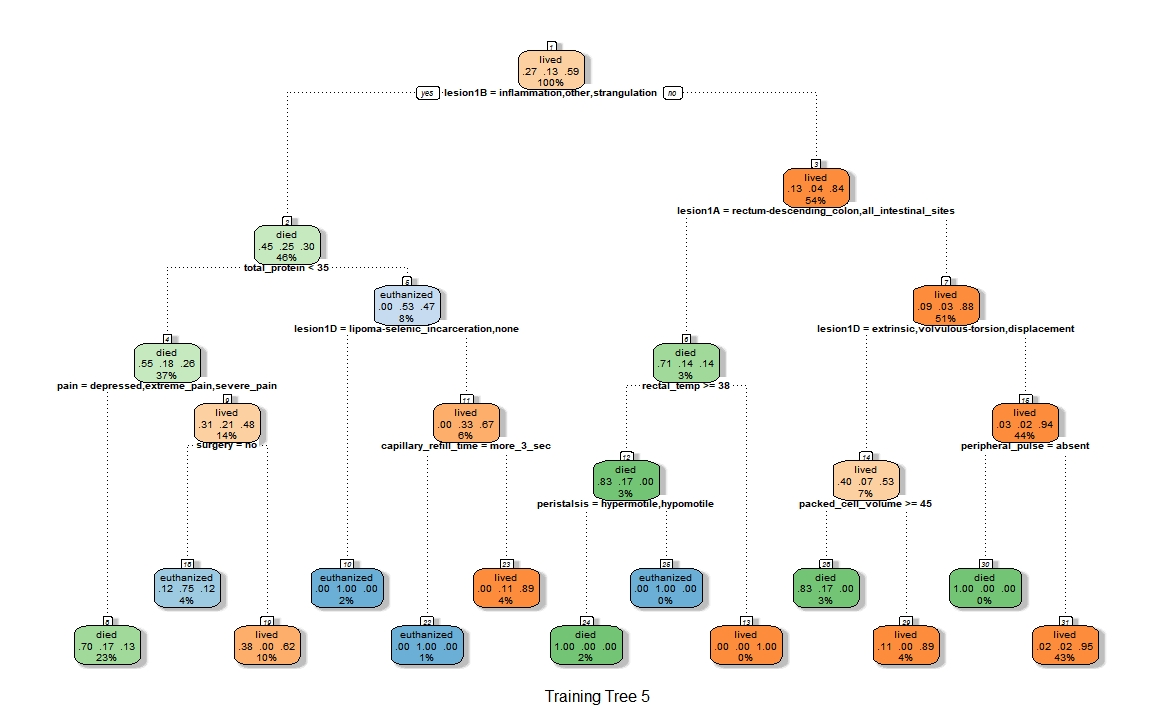 1
lived
.27 .13 .59
100%
yes lesion1B = inflammation,other,strangulation no
3
lived
.13 .04 .84
54%
lesion1A = rectum-descending_colon,all_intestinal_sites
2
died
.45 .25 .30
46%
total_protein < 35
5
euthanized
.00 .53 .47
8%
lesion1D = lipoma-selenic_incarceration,none
7
lived
.09 .03 .88
51%
lesion1D = extrinsic,volvulous-torsion,displacement
4
died
.55 .18 .26
37%
pain = depressed,extreme_pain,severe_pain
6
died
.71 .14 .14
3%
rectal_temp >= 38
9
lived
.31 .21 .48
14%
surgery = no
11
lived
.00 .33 .67
6%
capillary_refill_time = more_3_sec
15
lived
.03 .02 .94
44%
peripheral_pulse = absent
12
died
.83 .17 .00
3%
peristalsis = hypermotile,hypomotile
14
lived
.40 .07 .53
7%
packed_cell_volume >= 45
18
euthanized
.12 .75 .12
4%
10
euthanized
.00 1.00 .00
2%
23
lived
.00 .11 .89
4%
25
euthanized
.00 1.00 .00
0%
28
died
.83 .17 .00
3%
30
died
1.00 .00 .00
0%
8
died
.70 .17 .13
23%
19
lived
.38 .00 .62
10%
22
euthanized
.00 1.00 .00
1%
24
died
1.00 .00 .00
2%
13
lived
.00 .00 1.00
0%
29
lived
.11 .00 .89
4%
31
lived
.02 .02 .95
43%
Training Tree 5